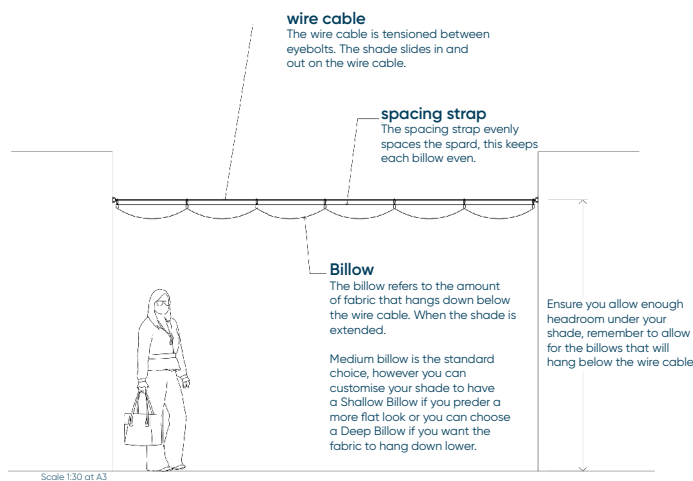 wire cable
The wire cable is tensioned between
eyebolts. The shade slides in and
out on the wire cable.
spacing strap
The spacing strap evenly
spaces the spard, this keeps
each billow even.
Billow
The billow refers to the amount
of fabric that hangs down below
the wire cable. When the shade is
extended.
Medium billow is the standard
choice, however you can
customise your shade to have
a Shallow Billow if you preder a
more flat look or you can choose
a Deep Billow if you want the
fabric to hang down lower.
Ensure you allow enough
headroom under your
shade, remember to allow
for the billows that will
hang below the wire cable
Scale 1:30 at A3